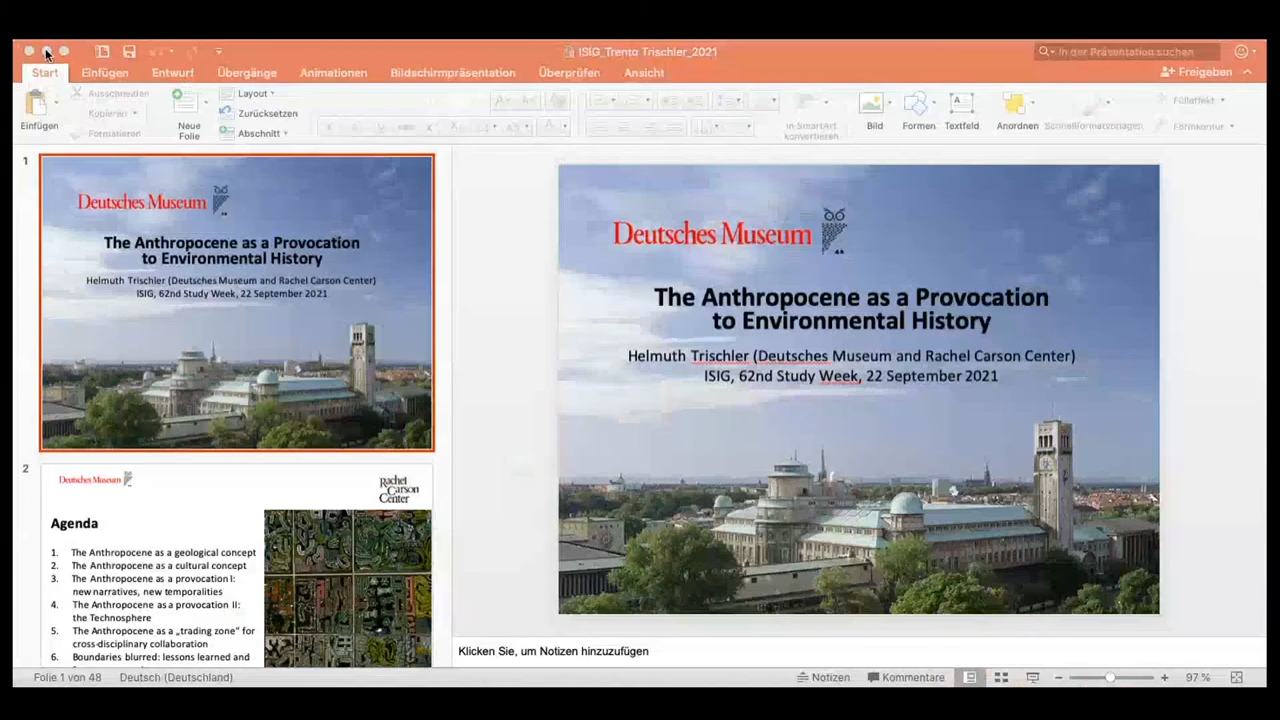 ISIG_Trento Trischler_2021
In der Präsentation suchen
Start Einfügen Entwurf Übergänge Animationen Bildschirmpräsentation Überprüfen Ansicht Freigeben
Einfügen
Ausschneiden
Kopieren
Formatieren
Neue
Folie
Layout
Zurücksetzen
Abschnitt
In SmartArt
konvertieren
Bild
Formen
Textfeld
Anordnen
Schnellformatvorlagen
Fülleffekt
Formkontur
1
Deutsches Museum
The Anthropocene as a Provocation
to Environmental History
Helmuth Trischler (Deutsches Museum and Rachel Carson Center)
ISIG, 62nd Study Week, 22 September 2021
2
Deutsches Museum
Rachel
Carson
Center
Agenda
1. The Anthropocene as a geological concept
2. The Anthropocene as a cultural concept
3. The Anthropocene as a provocation I:
new narratives, new temporalities
4. The Anthropocene as a provocation II:
the Technosphere
5. The Anthropocene as a „trading zone" for
cross-disciplinary collaboration
6. Boundaries blurred: lessons learned and
Deutsches Museum
The Anthropocene as a Provocation
to Environmental History
Helmuth Trischler (Deutsches Museum and Rachel Carson Center)
ISIG, 62nd Study Week, 22 September 2021
Klicken Sie, um Notizen hinzuzufügen
Folie 1 von 48 Deutsch (Deutschland) Notizen Kommentare 97 %